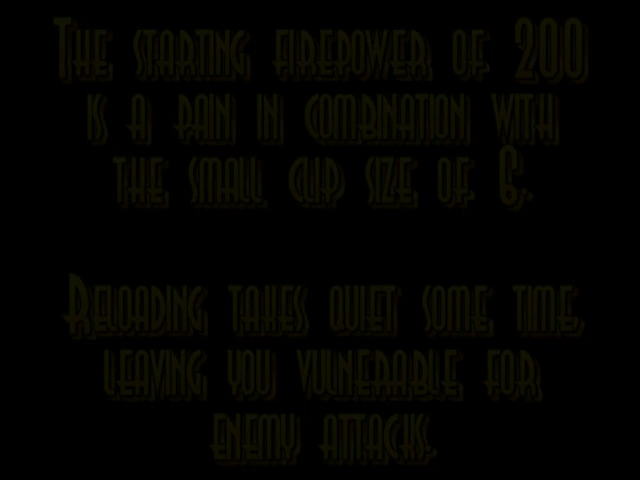 The starting firepower of 200
is a pain in combination with
the small clip size of 6.
Reloading takes quiet some time,
leaving you vulnerable for
enemy attacks.